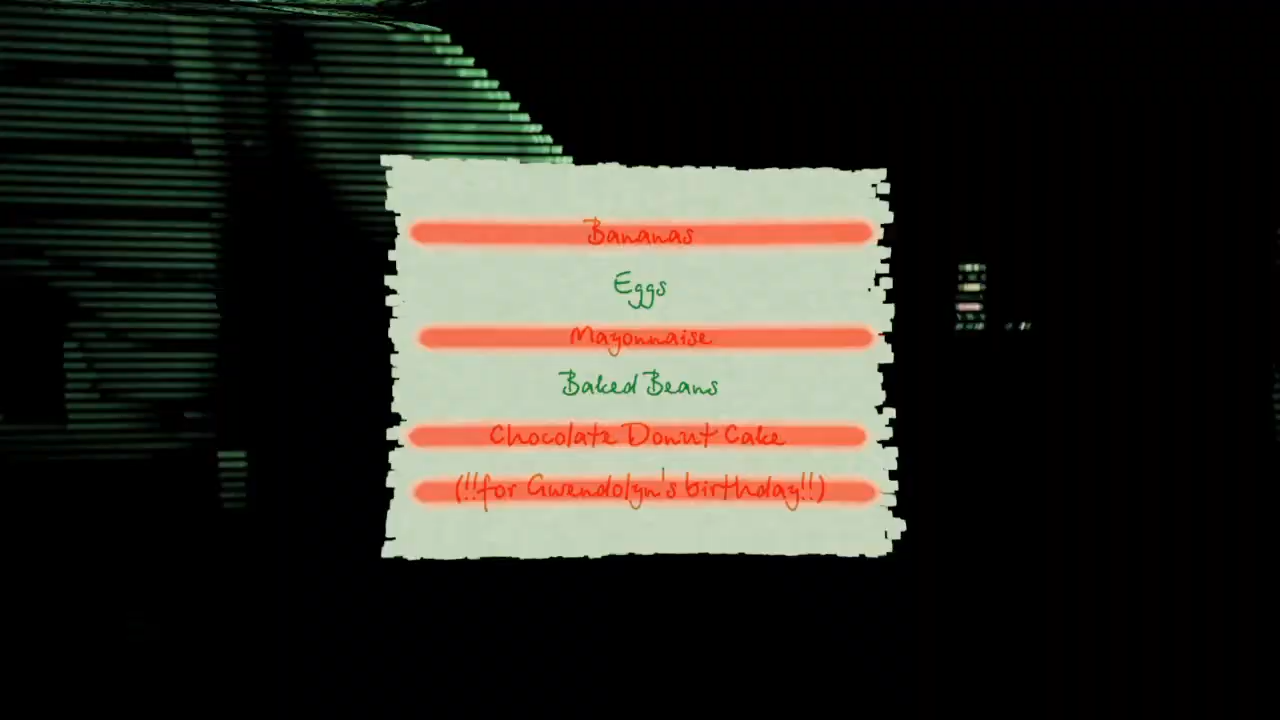 Bananas
Eggs
Mayonnaise
Baked Beans
Chocolate Donut Cake
(!!for Gwendolyn's birthday!!)